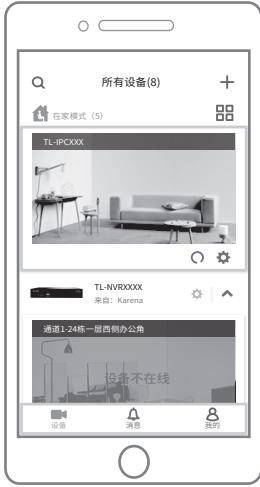 所有设备(8)
在家模式（5）
TL-IPCXXX
TL-NVRXXXX
来自：Karena
通道1-24栋一层西侧办公角
设备不在线
设备
消息
我的